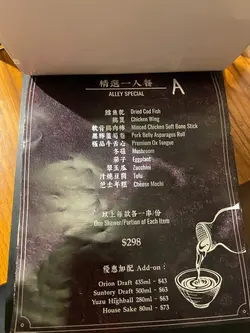 精選一人餐
ALLEY SPECIAL
A
鱈魚乾 Dried Cod Fish
鷄翼 Chicken Wing
軟骨鷄肉棒 Minced Chicken Soft Bone Stick
黑豚蘆筍卷 Pork Belly Asparagus Roll
極品牛舌心 Premium Ox Tongue
冬菇 Mushroom
茄子 Eggplant
翠玉瓜 Zucchini
汁燒豆腐 Tofu
芝士年糕 Cheese Mochi
以上每款各一串/份
One Skewer/Portion of Each Item
$298
優惠加配 Add-on :
Orion Draft 435ml - $43
Suntory Draft 500ml - $63
Yuzu Highball 280ml - $63
House Sake 80ml - $73